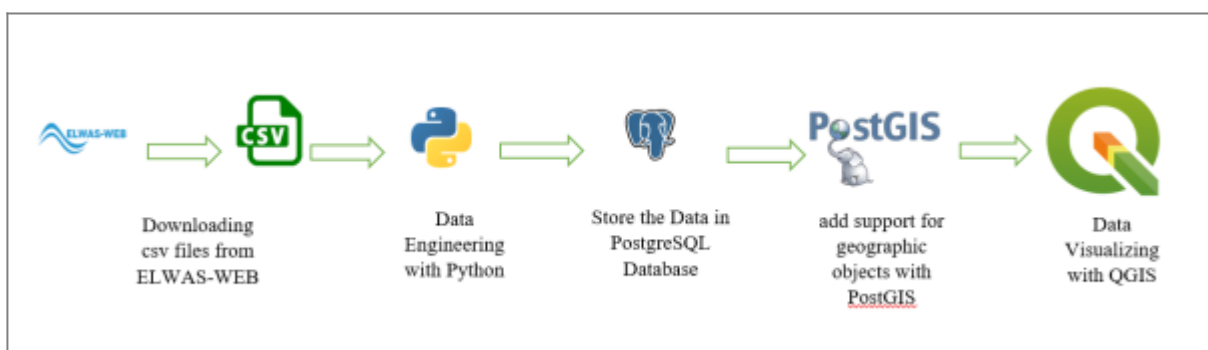 ELWAS-WEB
CSV
PostGIS
Downloading
csv files from
ELWAS-WEB
Data
Engineering
with Python
Store the Data in
PostgreSQL
Database
add support for
geographic
objects with
PostGIS
Data
Visualizing
with QGIS